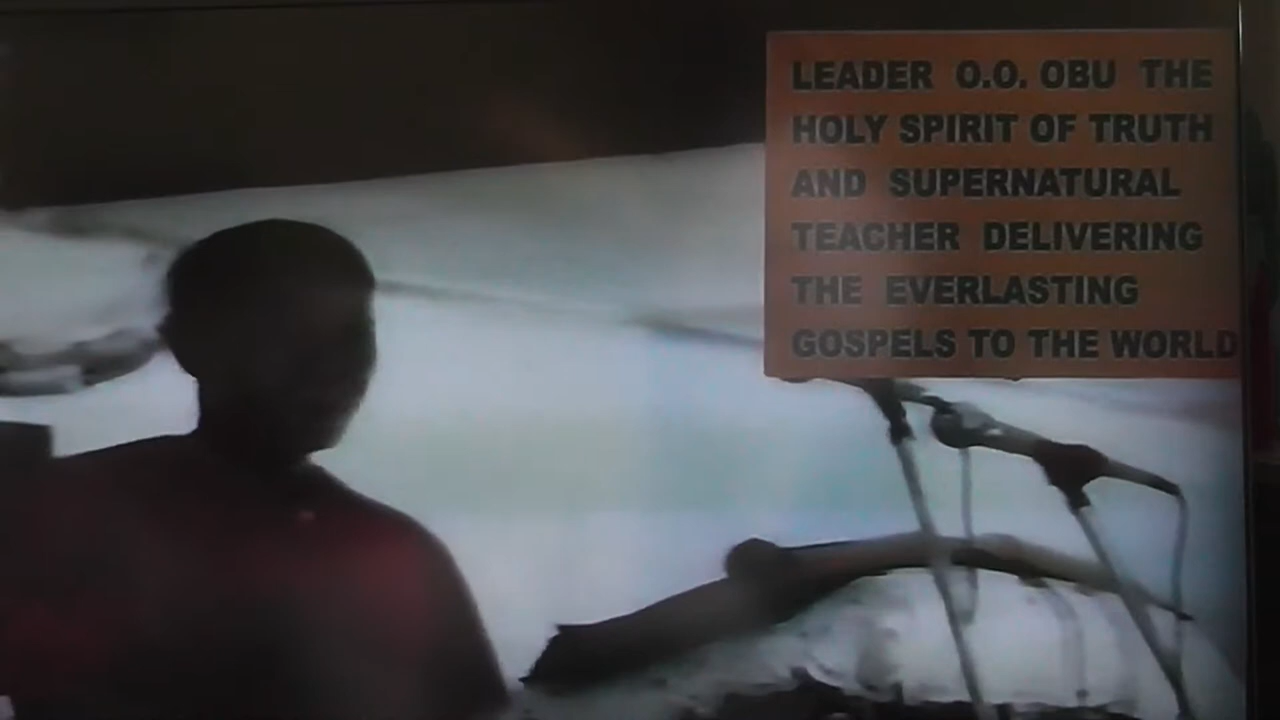 LEADER O.O. OBU THE
HOLY SPIRIT OF TRUTH
AND SUPERNATURAL
TEACHER DELIVERING
THE EVERLASTING
GOSPELS TO THE WORLD